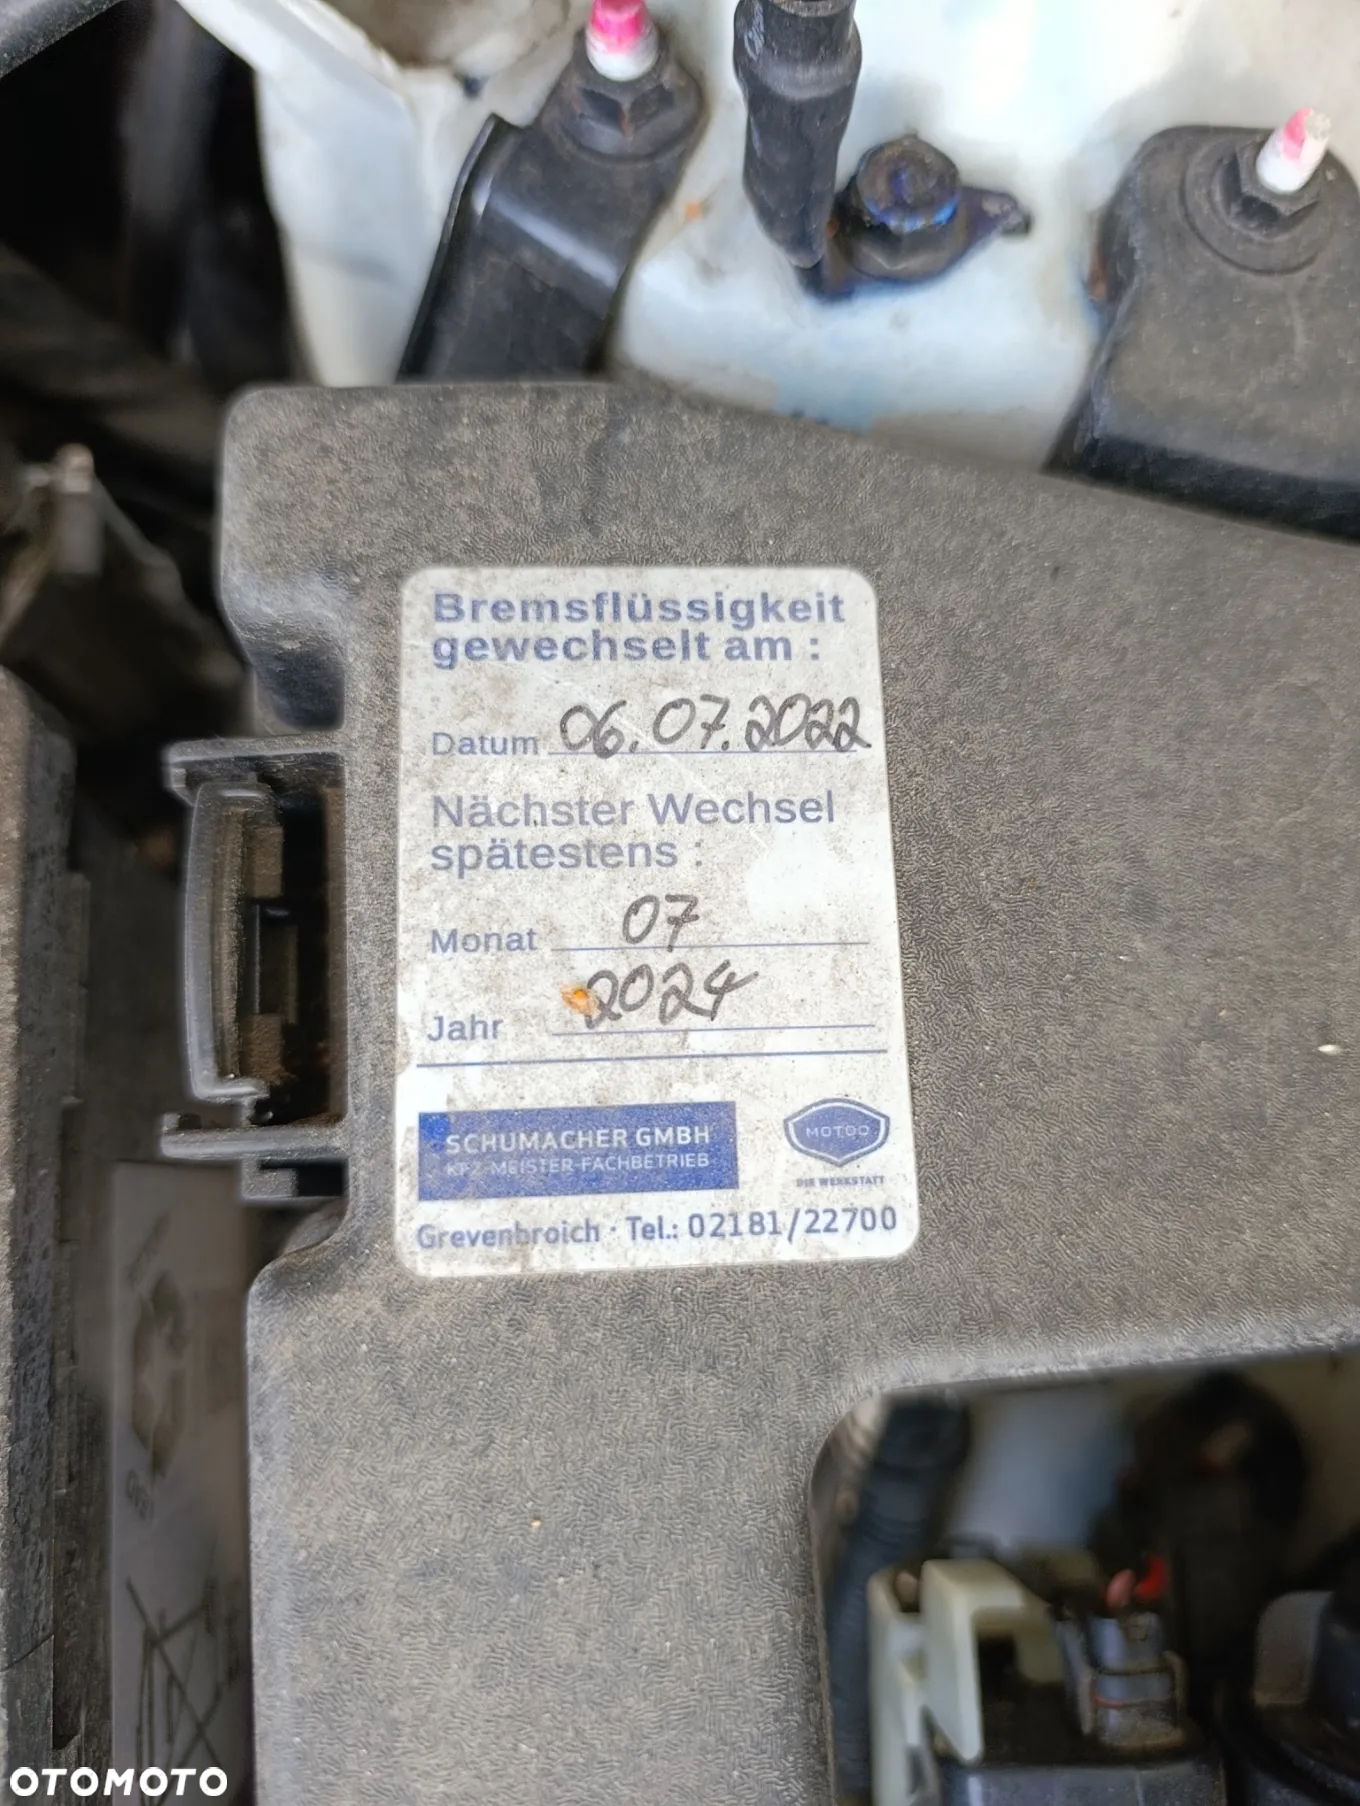 Bremsflüssigkeit
gewechselt am :
Datum 06.07.2022
Nächster Wechsel
spätestens :
Monat 07
Jahr 2024
SCHUMACHER GMBH
KFZ-MEISTER-FACHBETRIEB
MOTOO
DIE WERKSTATT
Grevenbroich · Tel.: 02181/22700
OTOMOTO